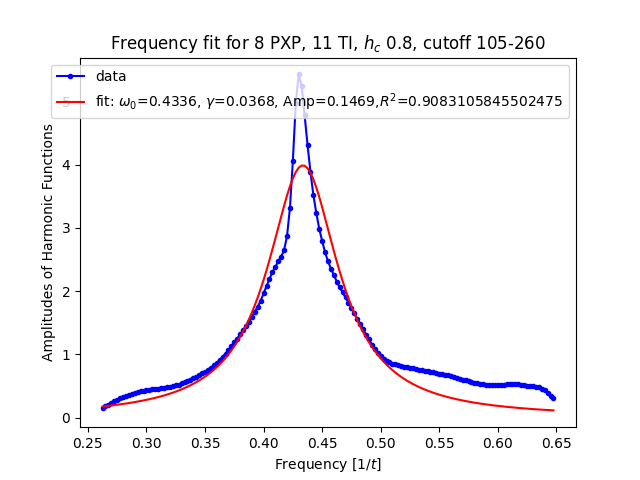 Frequency fit for 8 PXP, 11 TI, $h_c$ 0.8, cutoff 105-260
data
fit: $\omega_0$=0.4336, $\gamma$=0.0368, Amp=0.1469,$R^2$=0.9083105845502475
Amplitudes of Harmonic Functions
5
4
3
2
1
0
0.25 0.30 0.35 0.40 0.45 0.50 0.55 0.60 0.65
Frequency [1/$t$]